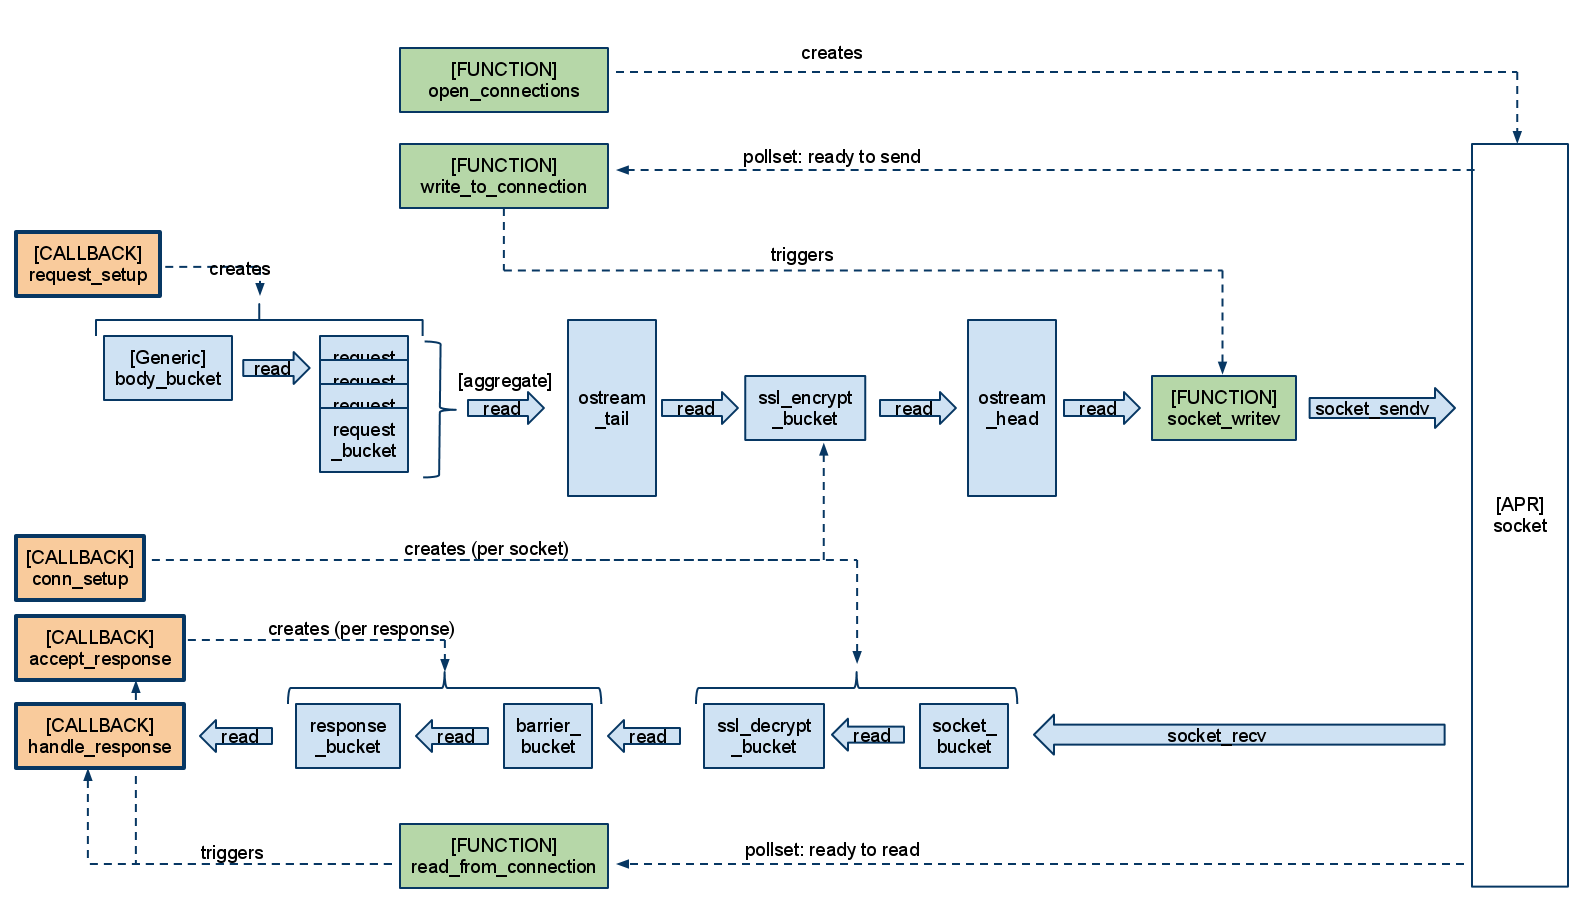 creates
[FUNCTION]
open_connections
pollset: ready to send
[FUNCTION]
write_to_connection
[CALLBACK]
request_setup
creates
triggers
[Generic]
body_bucket
read
request
request
request
request
_bucket
[aggregate]
read
ostream
_tail
read
ssl_encrypt
_bucket
read
ostream
_head
read
[FUNCTION]
socket_writev
socket_sendv
[APR]
socket
[CALLBACK]
conn_setup
creates (per socket)
[CALLBACK]
accept_response
creates (per response)
[CALLBACK]
handle_response
read
response
_bucket
read
barrier_
bucket
read
ssl_decrypt
_bucket
read
socket_
bucket
socket_recv
triggers
[FUNCTION]
read_from_connection
pollset: ready to read